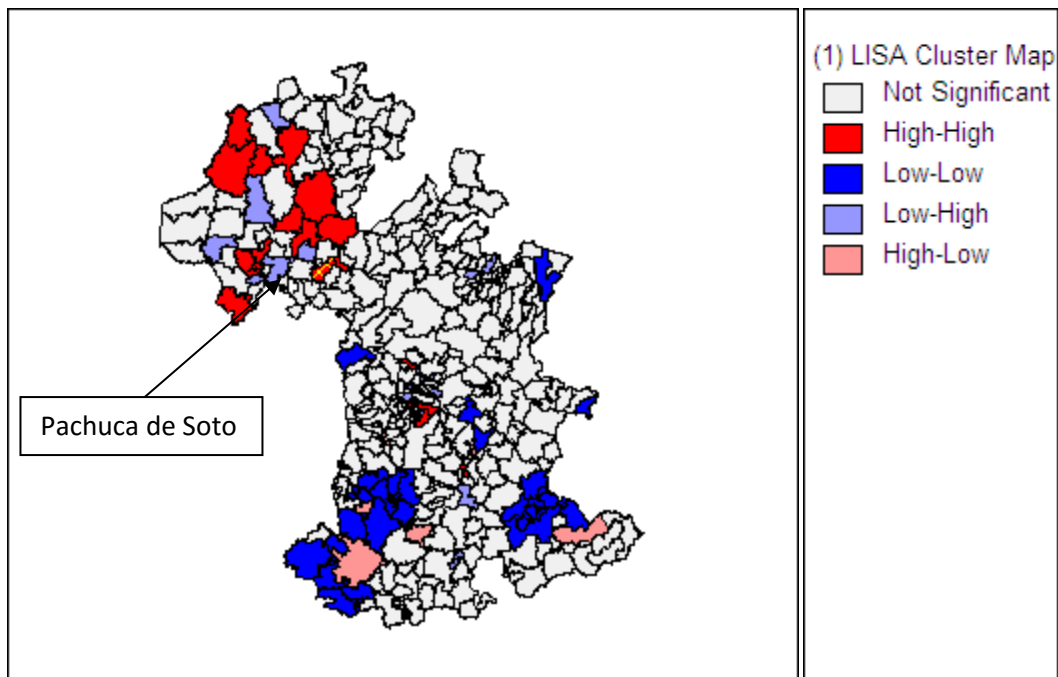 Pachuca de Soto
(1) LISA Cluster Map
Not Significant
High-High
Low-Low
Low-High
High-Low